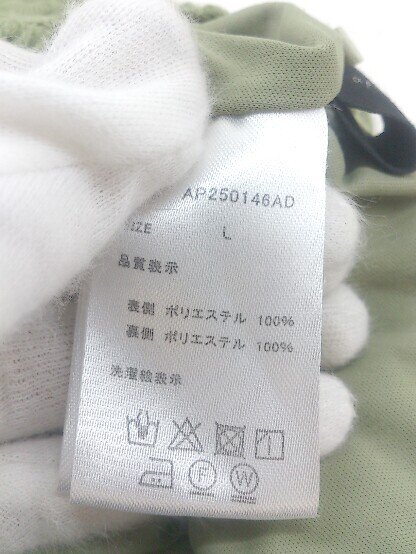 AP250146AD
IZE L
品質表示
表側 ポリエステル 100%
裏側 ポリエステル 100%
洗濯絵表示
F W